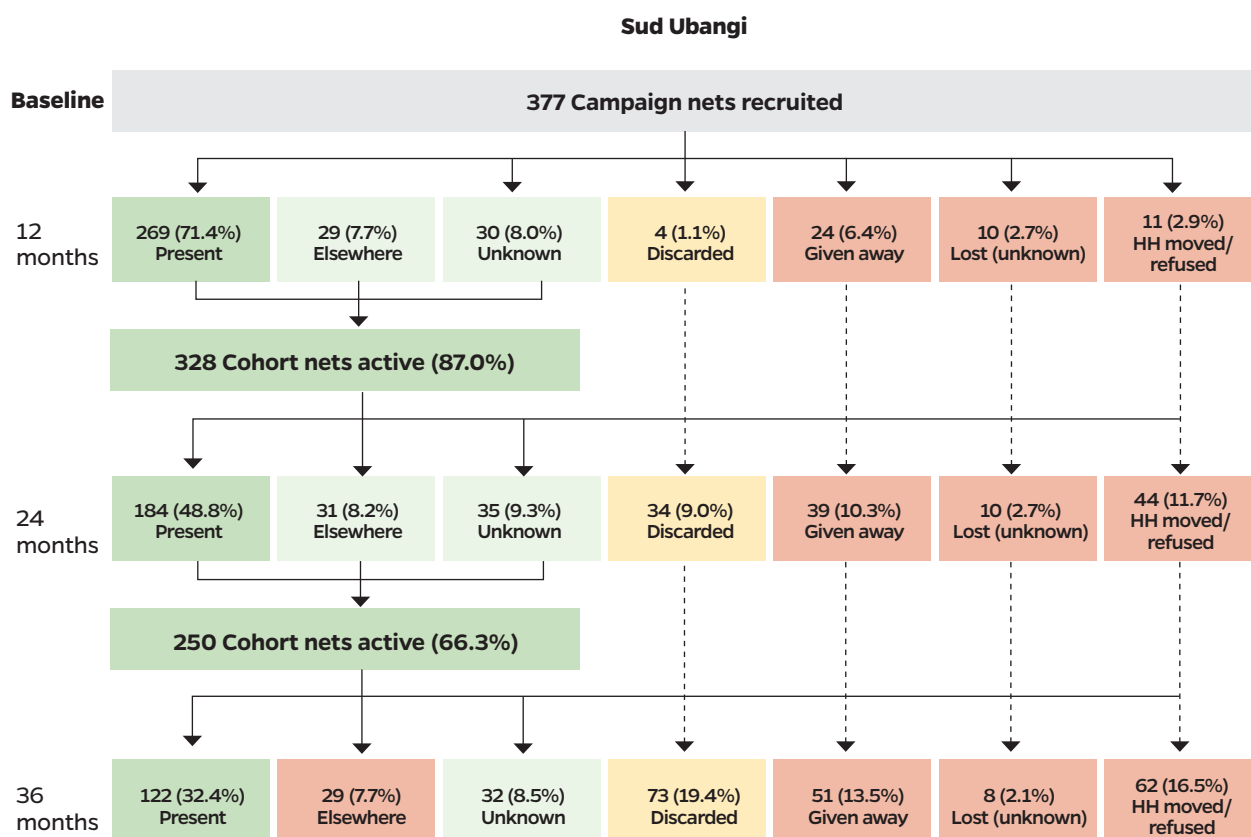 Sud Ubangi
Baseline
377 Campaign nets recruited
12
months
269 (71.4%)
Present
29 (7.7%)
Elsewhere
30 (8.0%)
Unknown
4 (1.1%)
Discarded
24 (6.4%)
Given away
10 (2.7%)
Lost (unknown)
11 (2.9%)
HH moved/
refused
328 Cohort nets active (87.0%)
24
months
184 (48.8%)
Present
31 (8.2%)
Elsewhere
35 (9.3%)
Unknown
34 (9.0%)
Discarded
39 (10.3%)
Given away
10 (2.7%)
Lost (unknown)
44 (11.7%)
HH moved/
refused
250 Cohort nets active (66.3%)
36
months
122 (32.4%)
Present
29 (7.7%)
Elsewhere
32 (8.5%)
Unknown
73 (19.4%)
Discarded
51 (13.5%)
Given away
8 (2.1%)
Lost (unknown)
62 (16.5%)
HH moved/
refused